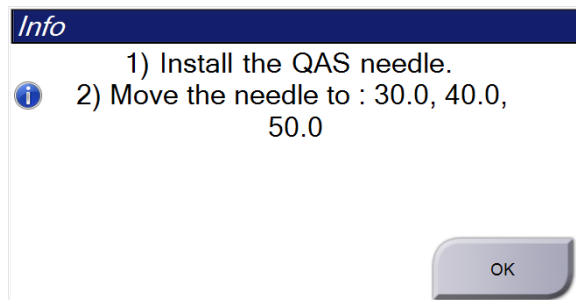 Info
1) Install the QAS needle.
2) Move the needle to : 30.0, 40.0,
50.0
OK